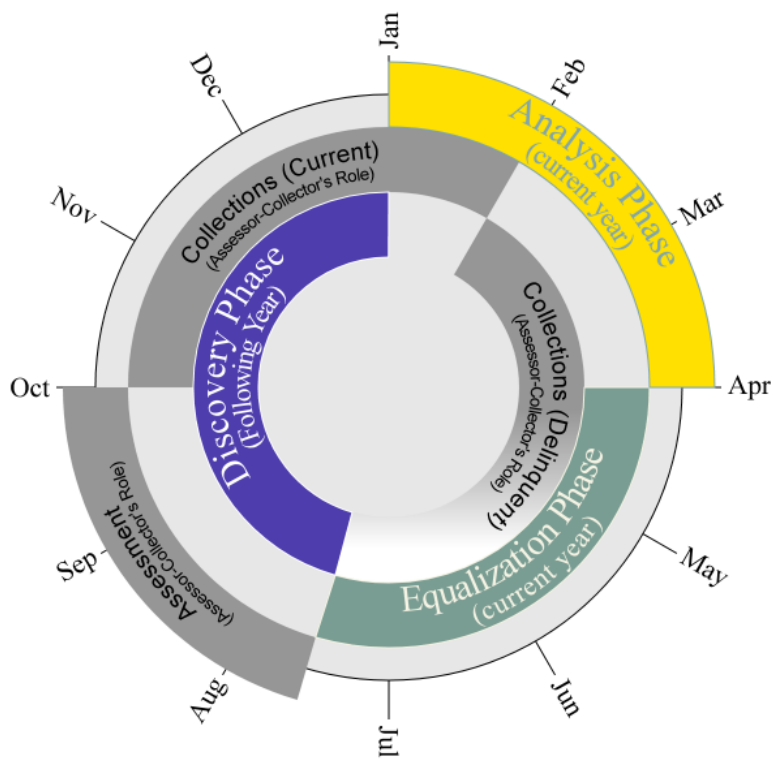 Jan
Feb
Mar
Apr
May
Jun
Jul
Aug
Sep
Oct
Nov
Dec
Analysis Phase
(current year)
Collections (Current)
(Assessor-Collector's Role)
Discovery Phase
(Following Year)
Collections (Delinquent)
(Assessor-Collector's Role)
Equalization Phase
(current year)
Assessment
(Assessor-Collector's Role)